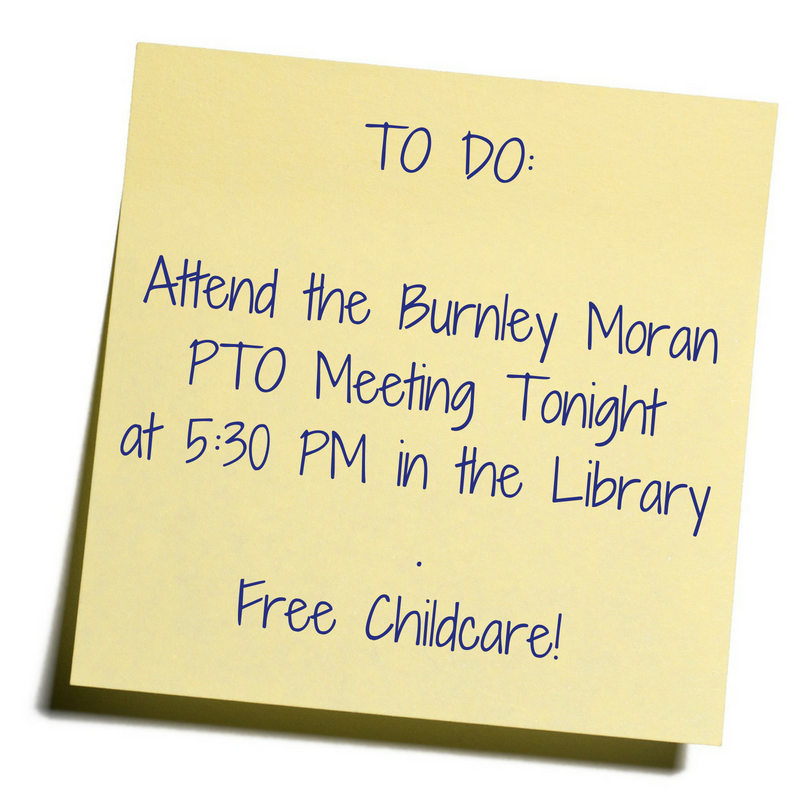 TO DO:
Attend the Burnley Moran
PTO Meeting Tonight
at 5:30 PM in the Library
.
Free Childcare!